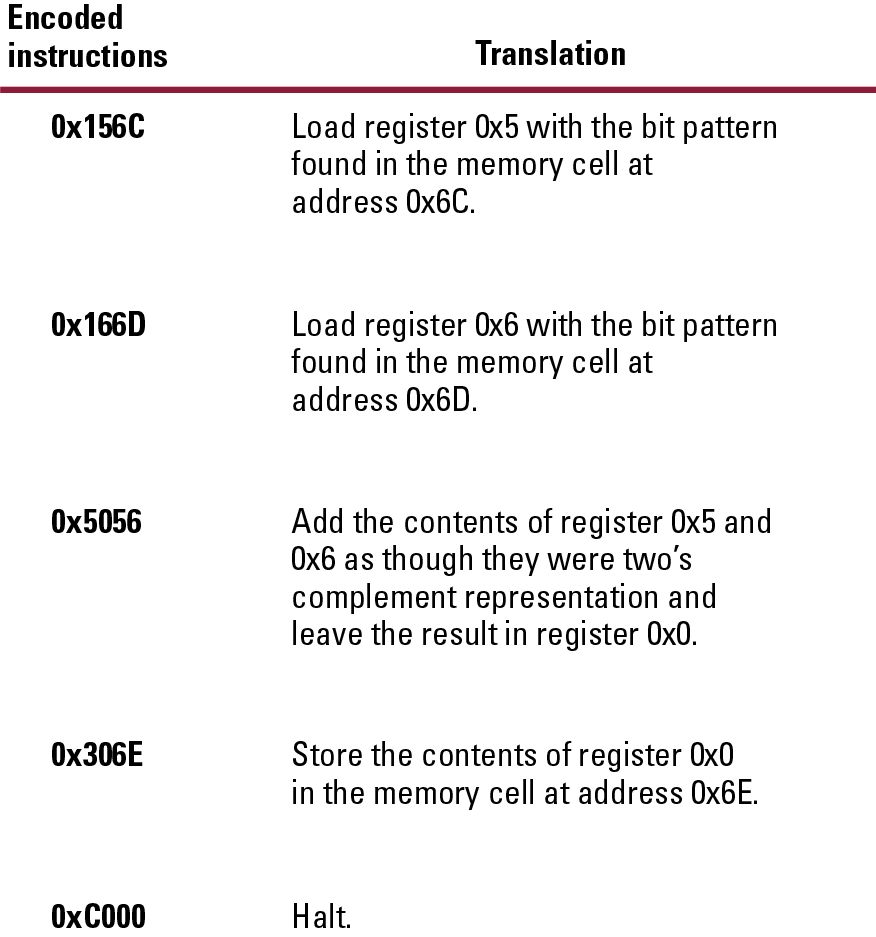 Encoded
instructions
Translation
0x156C
Load register 0x5 with the bit pattern
found in the memory cell at
address 0x6C.
0x166D
Load register 0x6 with the bit pattern
found in the memory cell at
address 0x6D.
0x5056
Add the contents of register 0x5 and
0x6 as though they were two’s
complement representation and
leave the result in register 0x0.
0x306E
Store the contents of register 0x0
in the memory cell at address 0x6E.
0xC000
Halt.